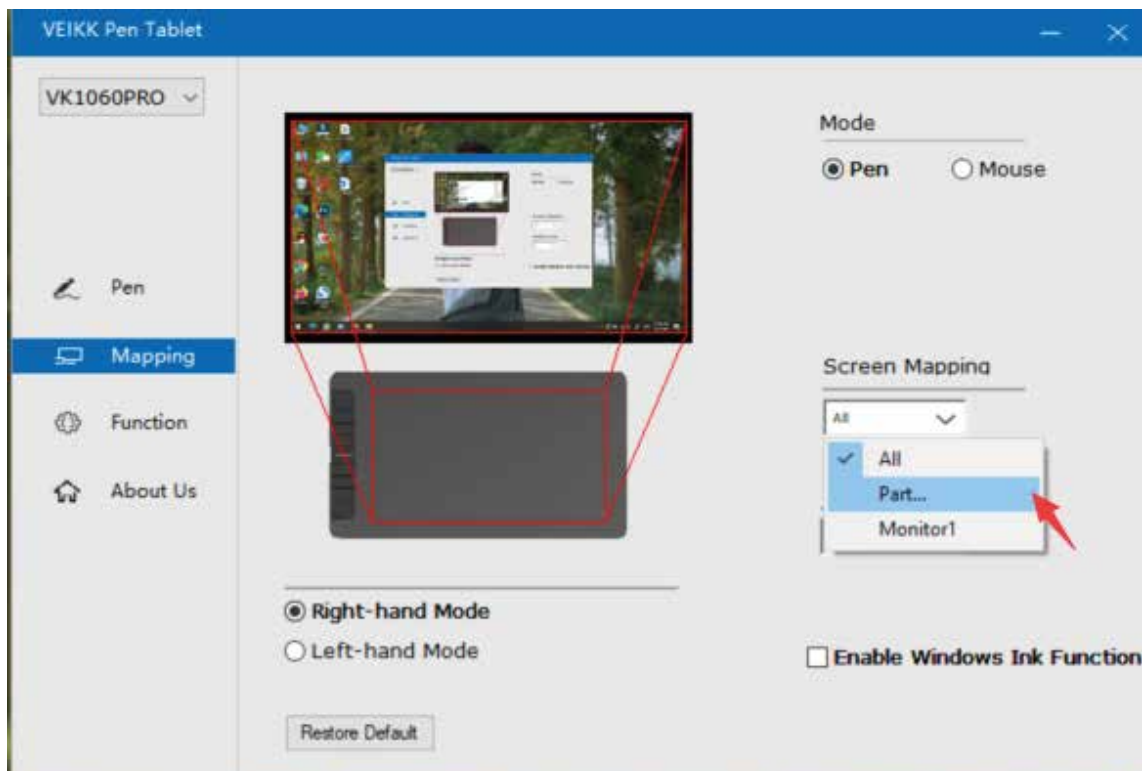 VEIKK Pen Tablet
VK1060PRO
Pen
Mapping
Function
About Us
Mode
Pen
Mouse
Screen Mapping
All
All
Part...
Monitor1
Right-hand Mode
Left-hand Mode
Enable Windows Ink Function
Restore Default